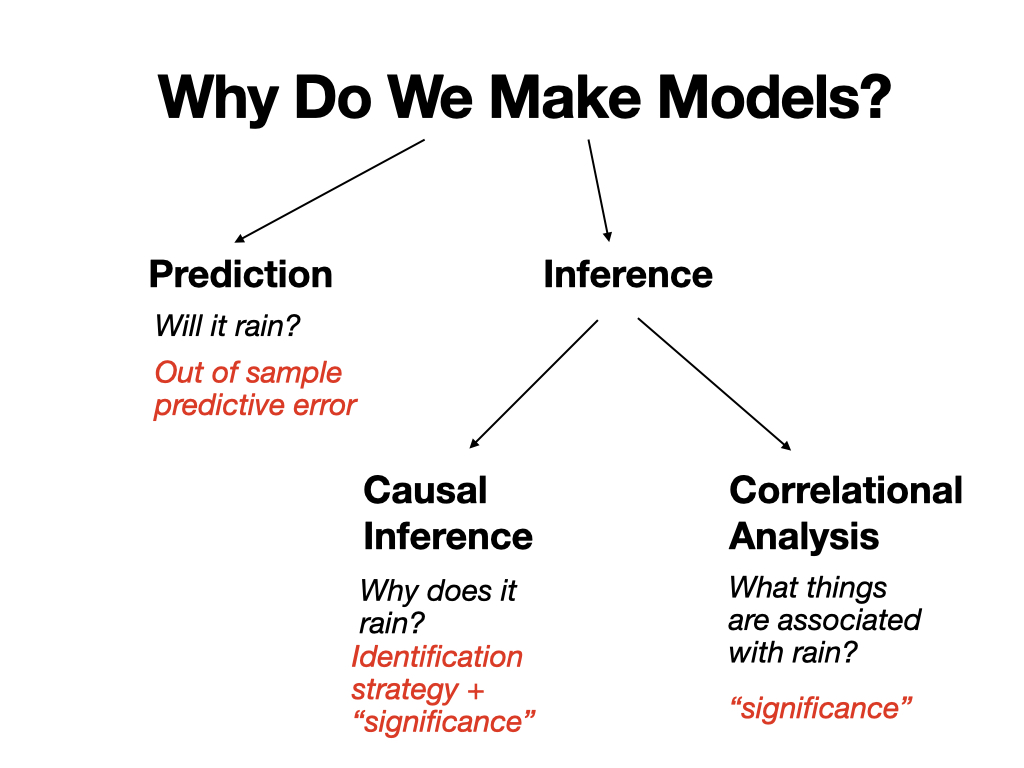 Why Do We Make Models?
Prediction
Will it rain?
Out of sample
predictive error
Inference
Causal
Inference
Why does it
rain?
Identification
strategy +
“significance”
Correlational
Analysis
What things
are associated
with rain?
“significance”